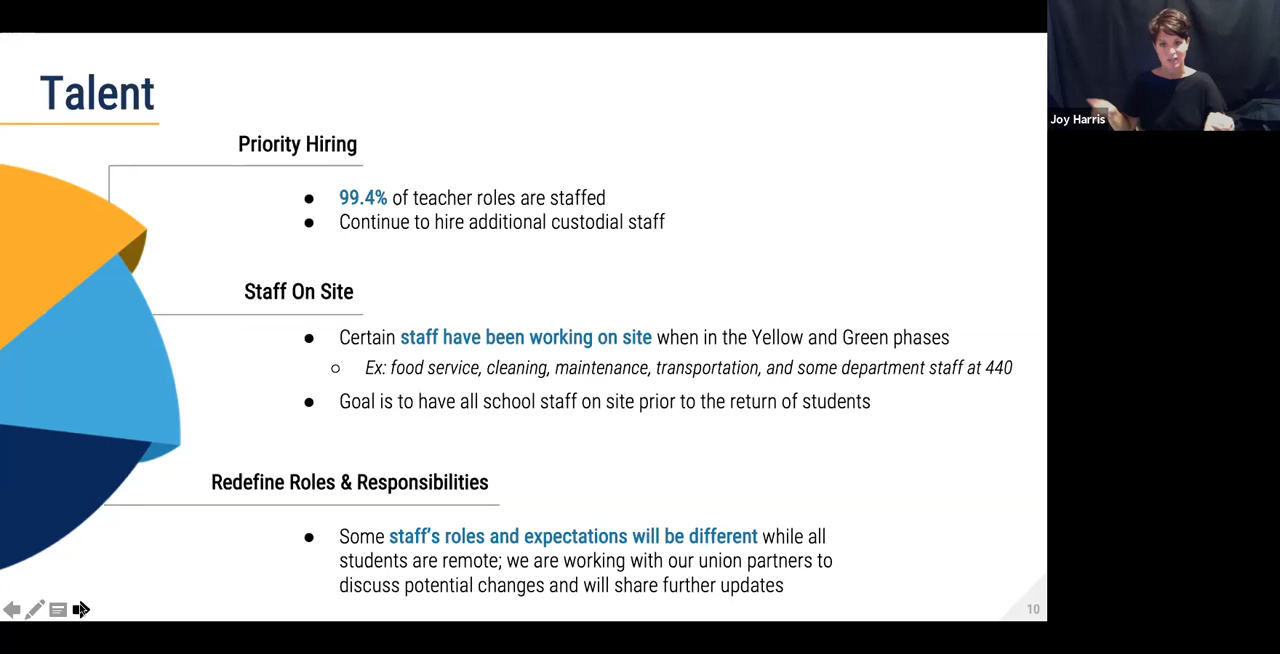 Talent
Joy Harris
Priority Hiring
● 99.4% of teacher roles are staffed
● Continue to hire additional custodial staff
Staff On Site
● Certain staff have been working on site when in the Yellow and Green phases
○ Ex: food service, cleaning, maintenance, transportation, and some department staff at 440
● Goal is to have all school staff on site prior to the return of students
Redefine Roles & Responsibilities
● Some staff’s roles and expectations will be different while all
students are remote; we are working with our union partners to
discuss potential changes and will share further updates
10